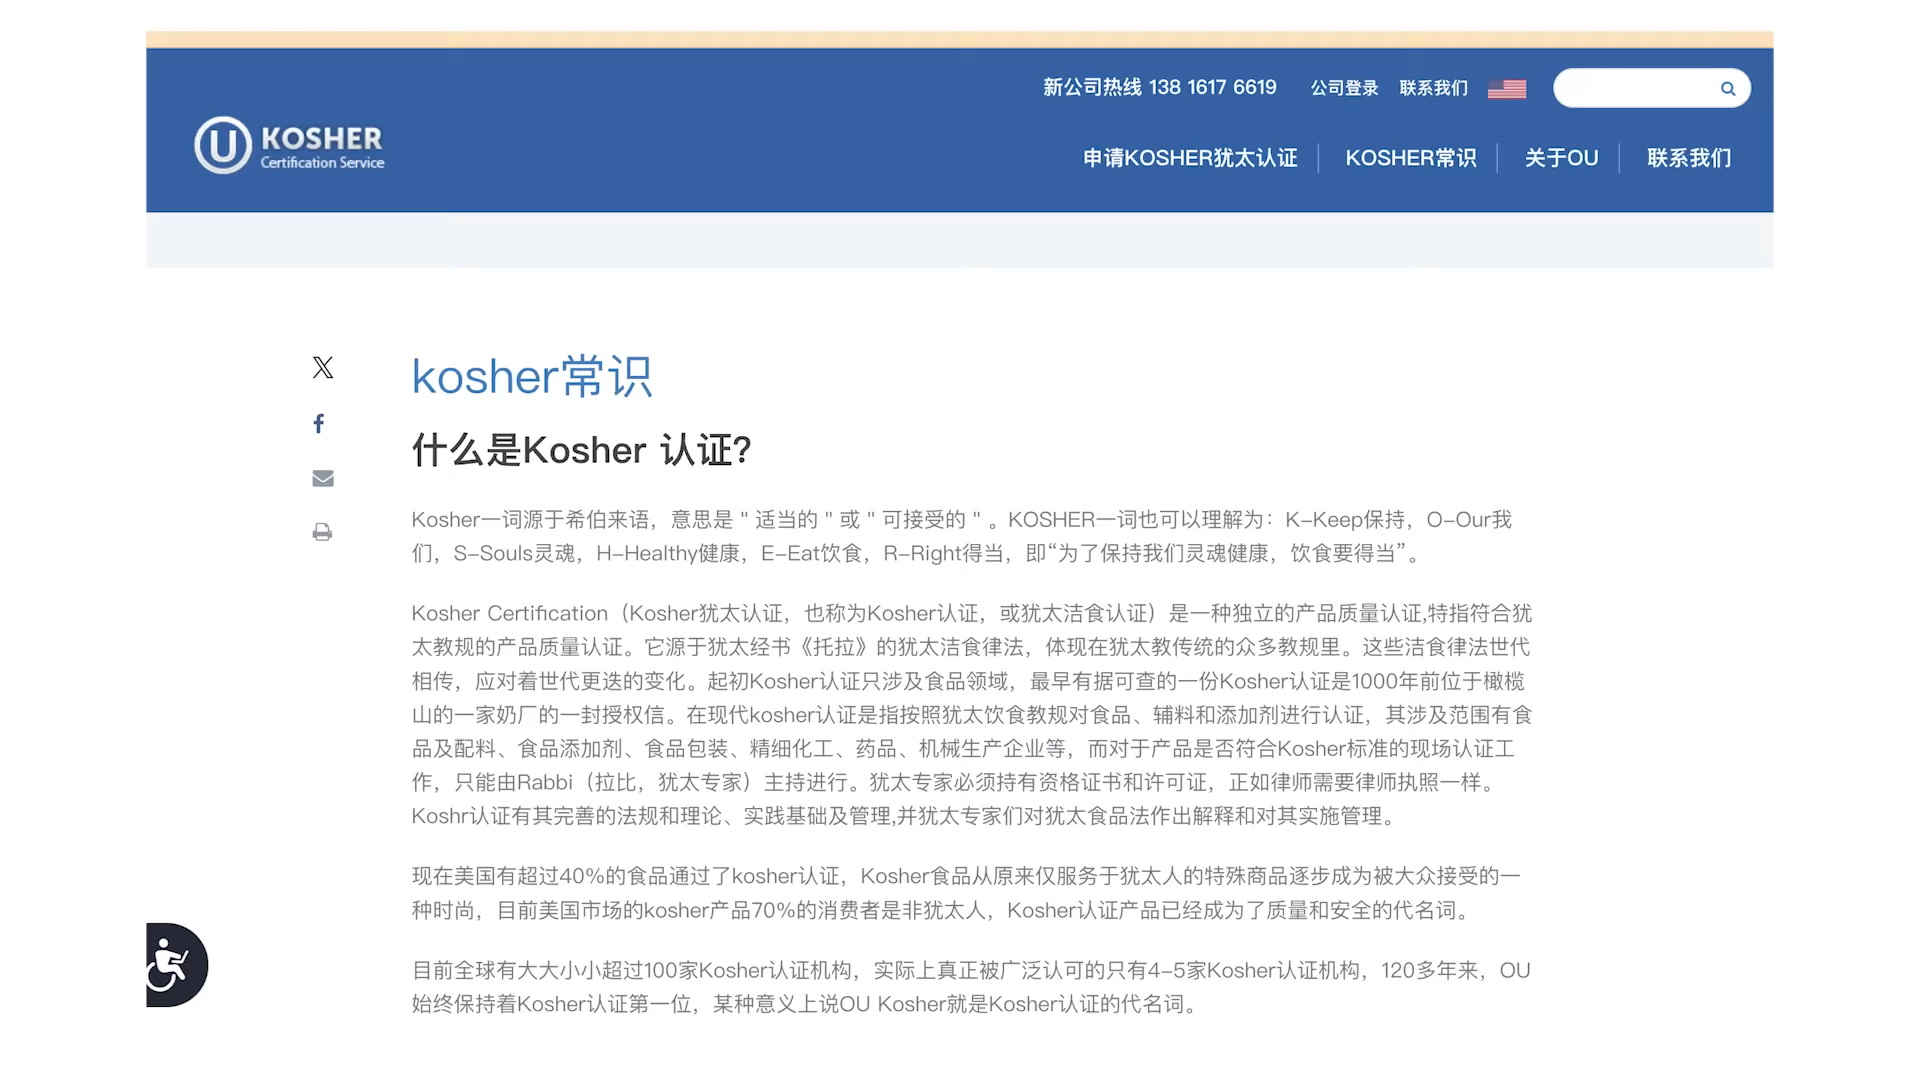 新公司热线 138 1617 6619 公司登录 联系我们
U KOSHER
Certification Service
申请KOSHER犹太认证 KOSHER常识 关于OU 联系我们
kosher常识
什么是Kosher 认证?
Kosher一词源于希伯来语，意思是 " 适当的 " 或 " 可接受的 " 。KOSHER一词也可以理解为：K-Keep保持，O-Our我
们，S-Souls灵魂，H-Healthy健康，E-Eat饮食，R-Right得当，即“为了保持我们灵魂健康，饮食要得当”。
Kosher Certification（Kosher犹太认证，也称为Kosher认证，或犹太洁食认证）是一种独立的产品质量认证,特指符合犹
太教规的产品质量认证。它源于犹太经书《托拉》的犹太洁食律法，体现在犹太教传统的众多教规里。这些洁食律法世代
相传，应对着世代更迭的变化。起初Kosher认证只涉及食品领域，最早有据可查的一份Kosher认证是1000年前位于橄榄
山的一家奶厂的一封授权信。在现代kosher认证是指按照犹太饮食教规对食品、辅料和添加剂进行认证，其涉及范围有食
品及配料、食品添加剂、食品包装、精细化工、药品、机械生产企业等，而对于产品是否符合Kosher标准的现场认证工
作，只能由Rabbi（拉比，犹太专家）主持进行。犹太专家必须持有资格证书和许可证，正如律师需要律师执照一样。
Koshr认证有其完善的法规和理论、实践基础及管理,并犹太专家们对犹太食品法作出解释和对其实施管理。
现在美国有超过40%的食品通过了kosher认证，Kosher食品从原来仅服务于犹太人的特殊商品逐步成为被大众接受的一
种时尚，目前美国市场的kosher产品70%的消费者是非犹太人，Kosher认证产品已经成为了质量和安全的代名词。
目前全球有大大小小超过100家Kosher认证机构，实际上真正被广泛认可的只有4-5家Kosher认证机构，120多年来，OU
始终保持着Kosher认证第一位，某种意义上说OU Kosher就是Kosher认证的代名词。